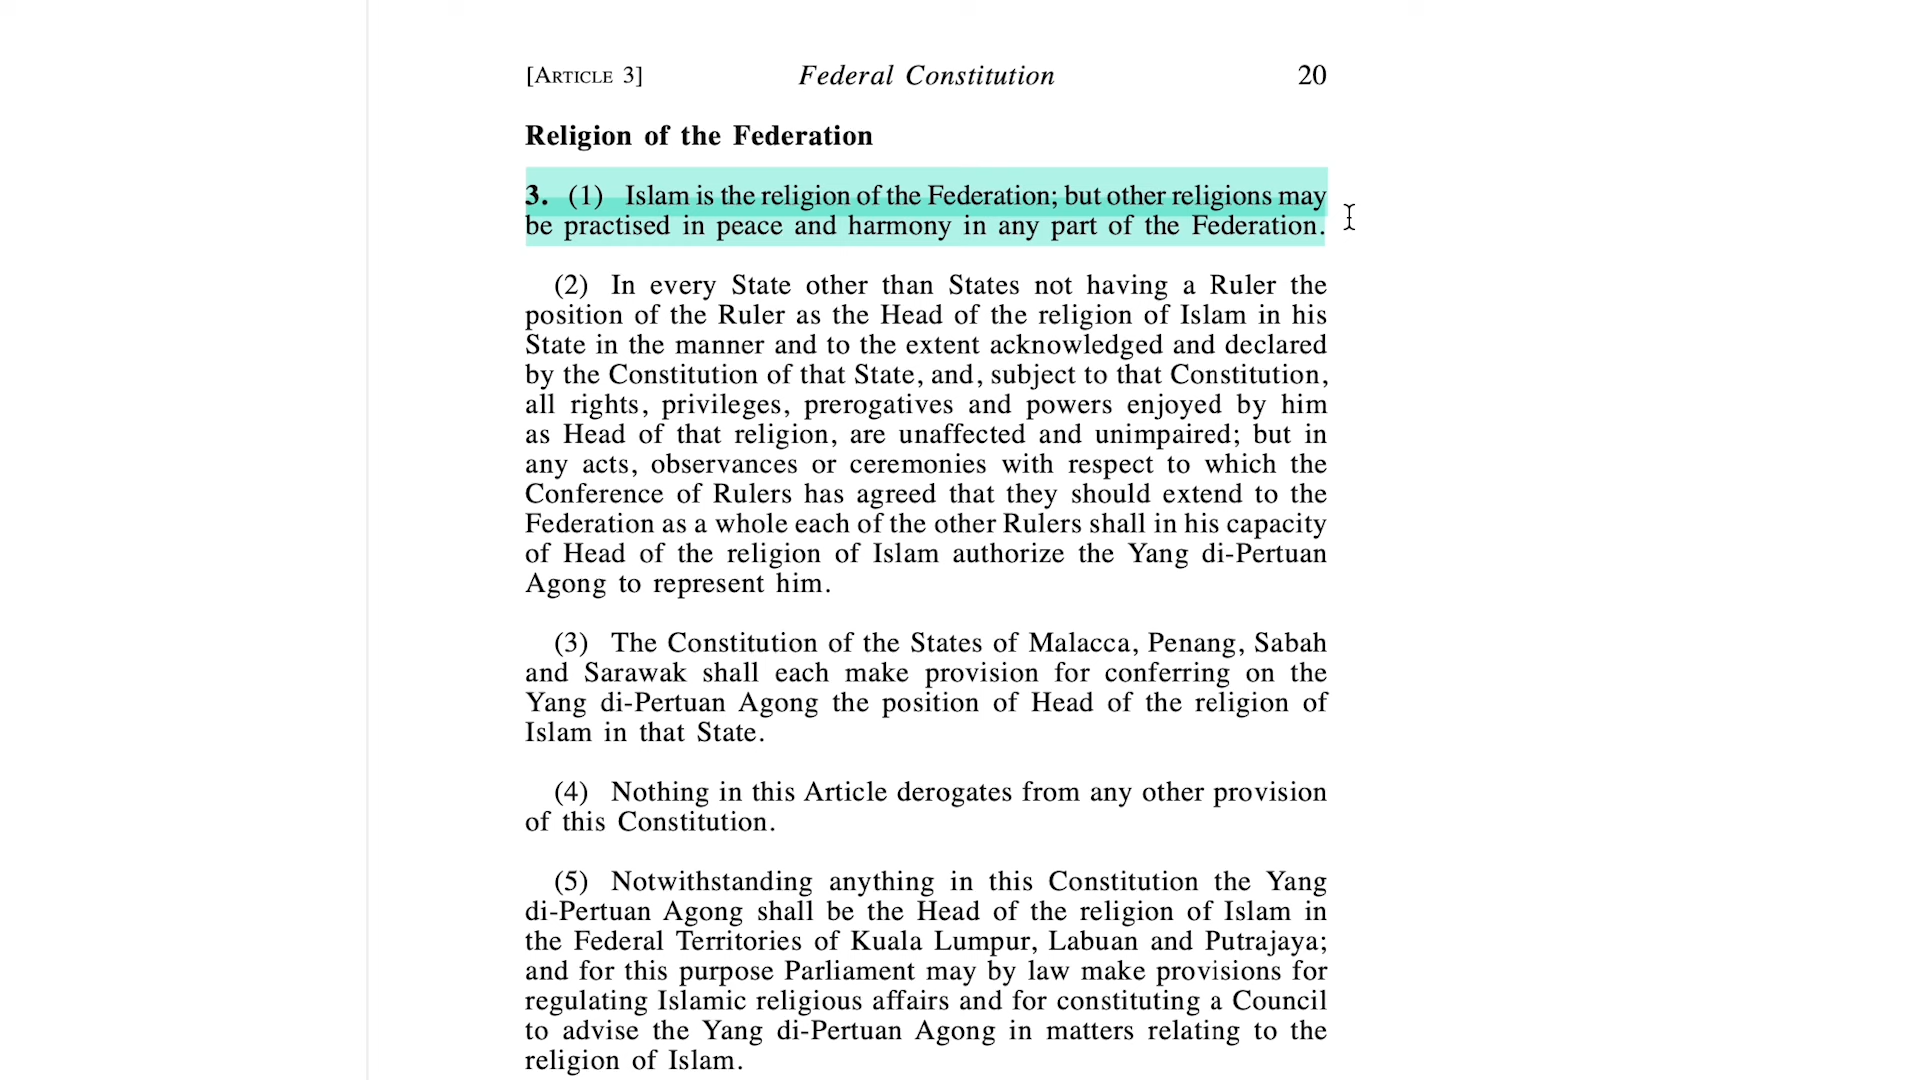 [Article 3] Federal Constitution 20
Religion of the Federation
3. (1) Islam is the religion of the Federation; but other religions may
be practised in peace and harmony in any part of the Federation.
(2) In every State other than States not having a Ruler the
position of the Ruler as the Head of the religion of Islam in his
State in the manner and to the extent acknowledged and declared
by the Constitution of that State, and, subject to that Constitution,
all rights, privileges, prerogatives and powers enjoyed by him
as Head of that religion, are unaffected and unimpaired; but in
any acts, observances or ceremonies with respect to which the
Conference of Rulers has agreed that they should extend to the
Federation as a whole each of the other Rulers shall in his capacity
of Head of the religion of Islam authorize the Yang di-Pertuan
Agong to represent him.
(3) The Constitution of the States of Malacca, Penang, Sabah
and Sarawak shall each make provision for conferring on the
Yang di-Pertuan Agong the position of Head of the religion of
Islam in that State.
(4) Nothing in this Article derogates from any other provision
of this Constitution.
(5) Notwithstanding anything in this Constitution the Yang
di-Pertuan Agong shall be the Head of the religion of Islam in
the Federal Territories of Kuala Lumpur, Labuan and Putrajaya;
and for this purpose Parliament may by law make provisions for
regulating Islamic religious affairs and for constituting a Council
to advise the Yang di-Pertuan Agong in matters relating to the
religion of Islam.